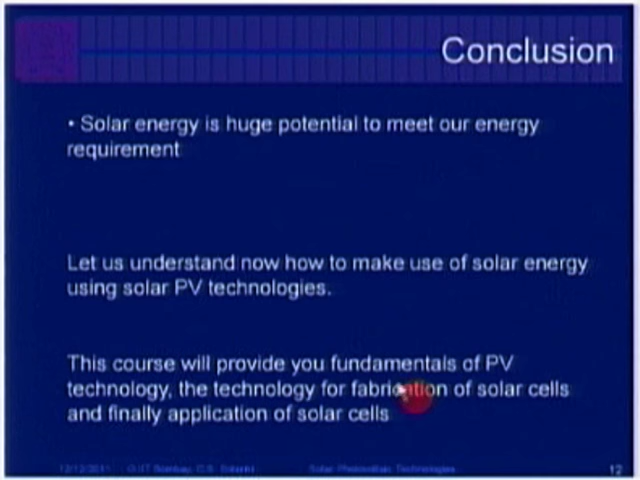 Conclusion
• Solar energy is huge potential to meet our energy
requirement
Let us understand now how to make use of solar energy
using solar PV technologies.
This course will provide you fundamentals of PV
technology, the technology for fabrication of solar cells
and finally application of solar cells
12/12/2011 Solar Photovoltaic Technologies 12